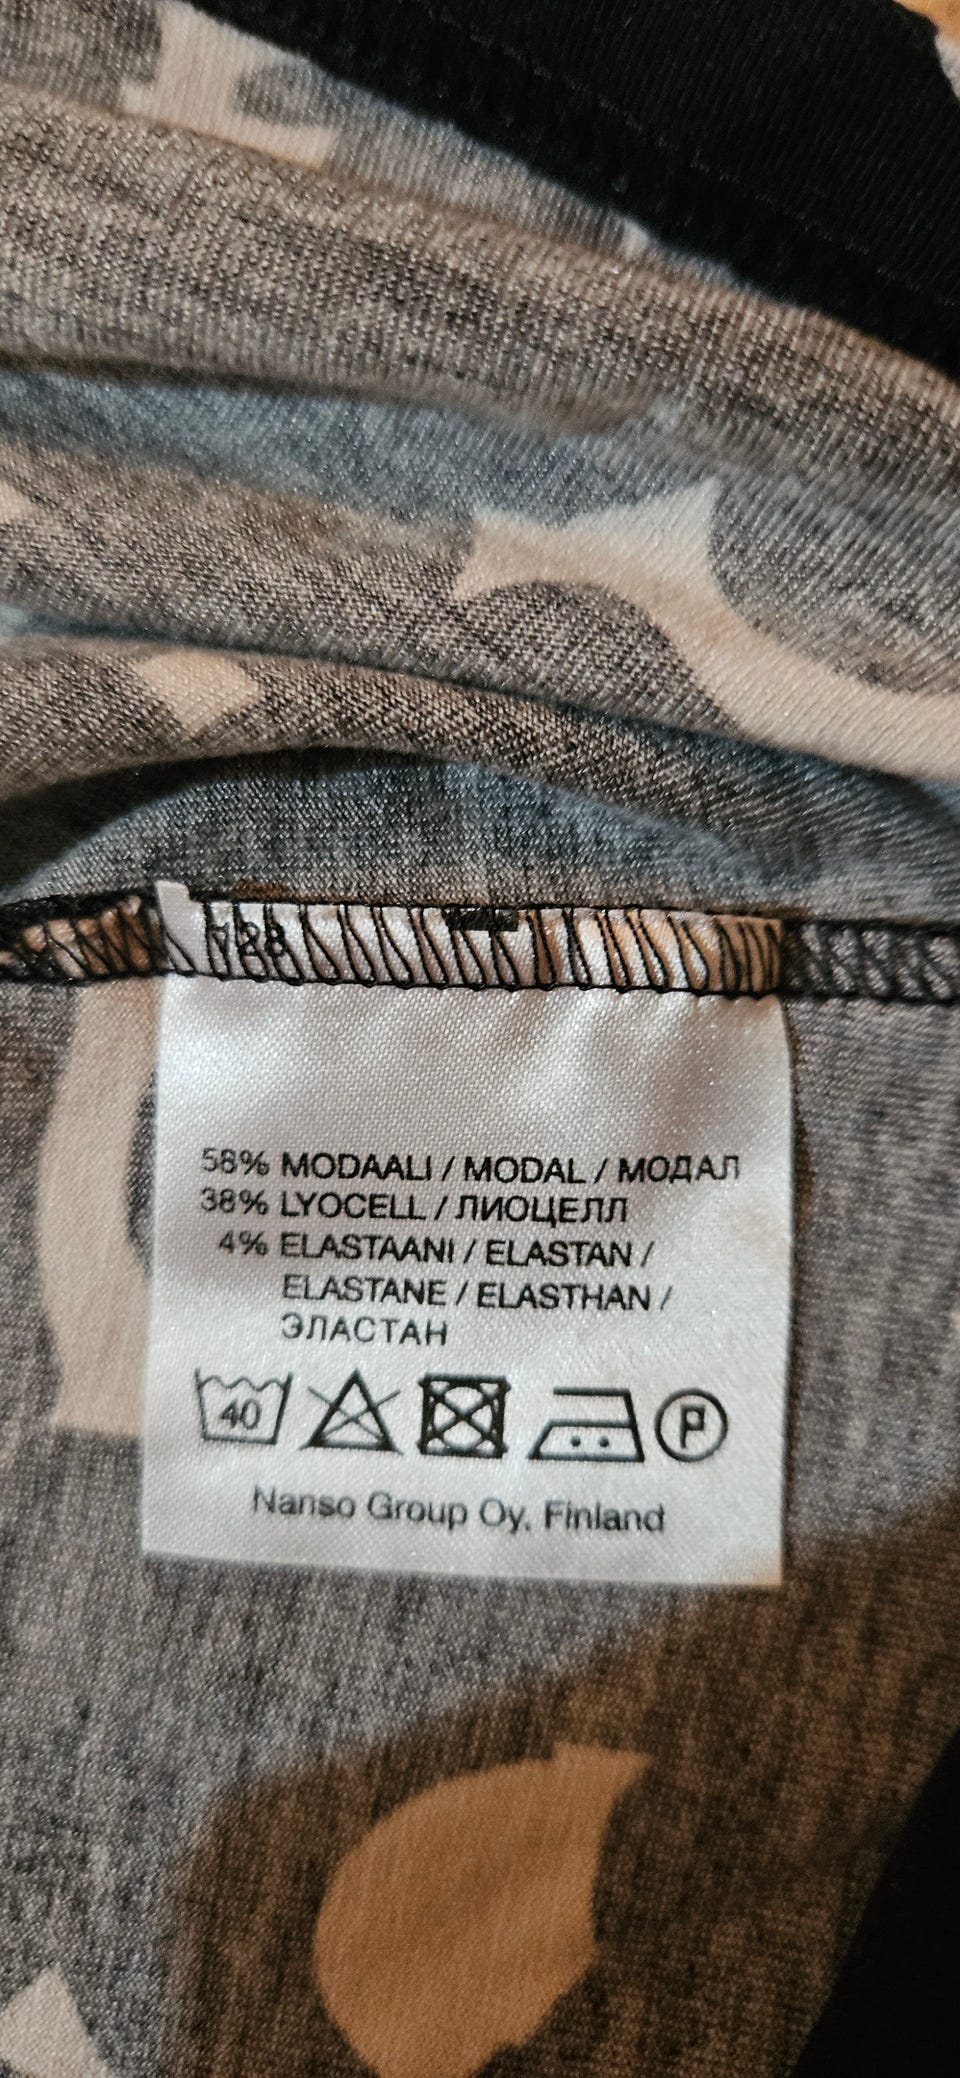 58% MODAALI / MODAL / МОДАЛ
38% LYOCELL / ЛИОЦЕЛЛ
4% ELASTAANI / ELASTAN /
ELASTANE / ELASTHAN /
ЭЛАСТАН
40 P
Nanso Group Oy, Finland